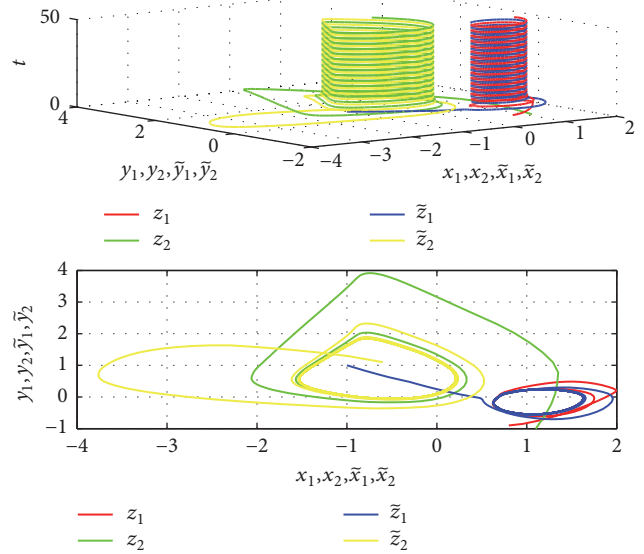 50
t
0
4
2
0
−2
−4
−3
−2
−1
0
1
2
y₁, y₂, ỹ₁, ỹ₂
x₁, x₂, x̃₁, x̃₂
z₁ z̃₁
z₂ z̃₂
4
3
2
1
0
−1
y₁, y₂, ỹ₁, ỹ₂
−4 −3 −2 −1 0 1 2
x₁, x₂, x̃₁, x̃₂
z₁ z̃₁
z₂ z̃₂